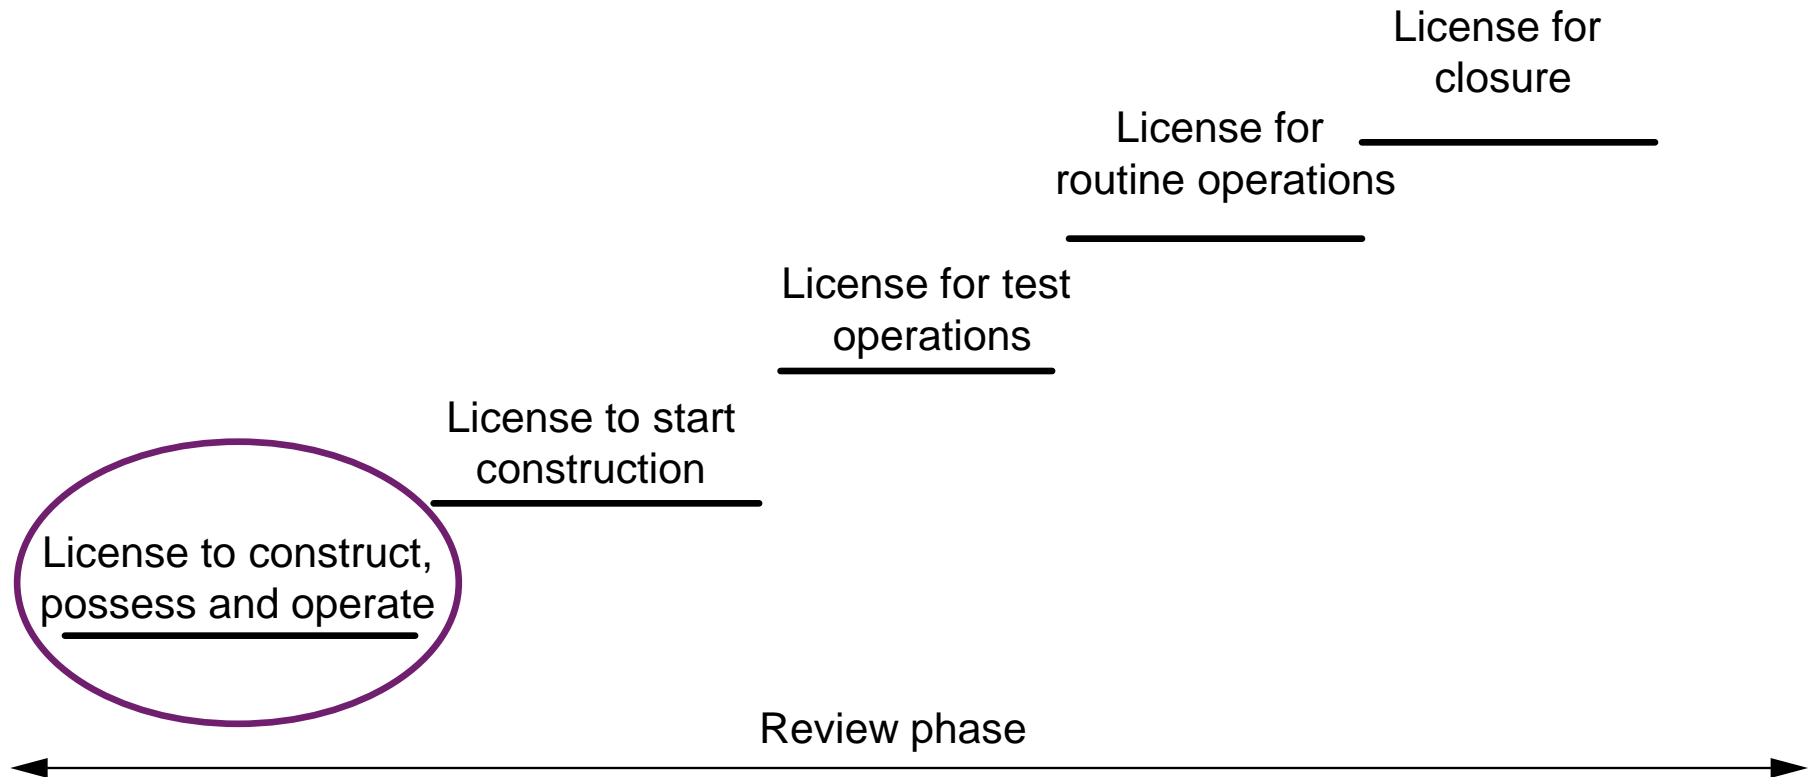 License for
closure
License for
routine operations
License for test
operations
License to start
construction
License to construct,
possess and operate
Review phase